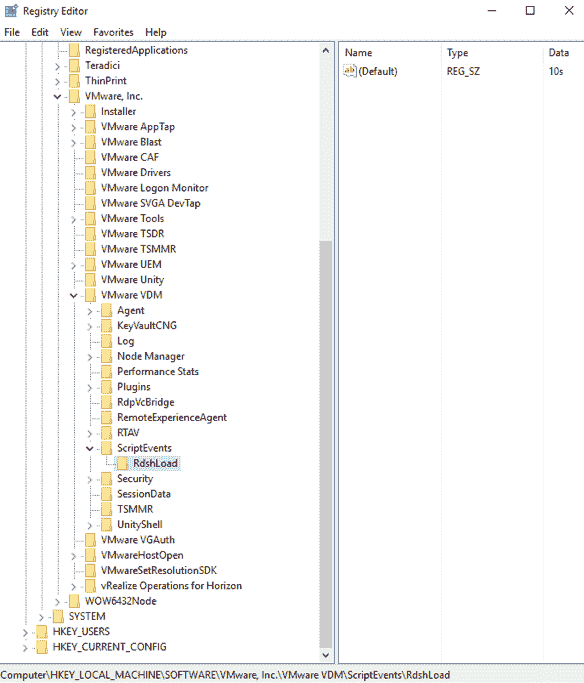 Registry Editor
File Edit View Favorites Help
RegisteredApplications
Teradici
ThinPrint
VMware, Inc.
Installer
VMware AppTap
VMware Blast
VMware CAF
VMware Drivers
VMware Logon Monitor
VMware SVGA DevTap
VMware Tools
VMware TSDR
VMware TSMMR
VMware UEM
VMware Unity
VMware VDM
Agent
KeyVaultCNG
Log
Node Manager
Performance Stats
Plugins
RdpVcBridge
RemoteExperienceAgent
RTAV
ScriptEvents
RdshLoad
Security
SessionData
TSMMR
UnityShell
VMware VGAuth
VMwareHostOpen
VMwareSetResolutionSDK
vRealize Operations for Horizon
WOW6432Node
SYSTEM
HKEY_USERS
HKEY_CURRENT_CONFIG
Name Type Data
ab (Default) REG_SZ 10s
Computer\HKEY_LOCAL_MACHINE\SOFTWARE\VMware, Inc.\VMware VDM\ScriptEvents\RdshLoad